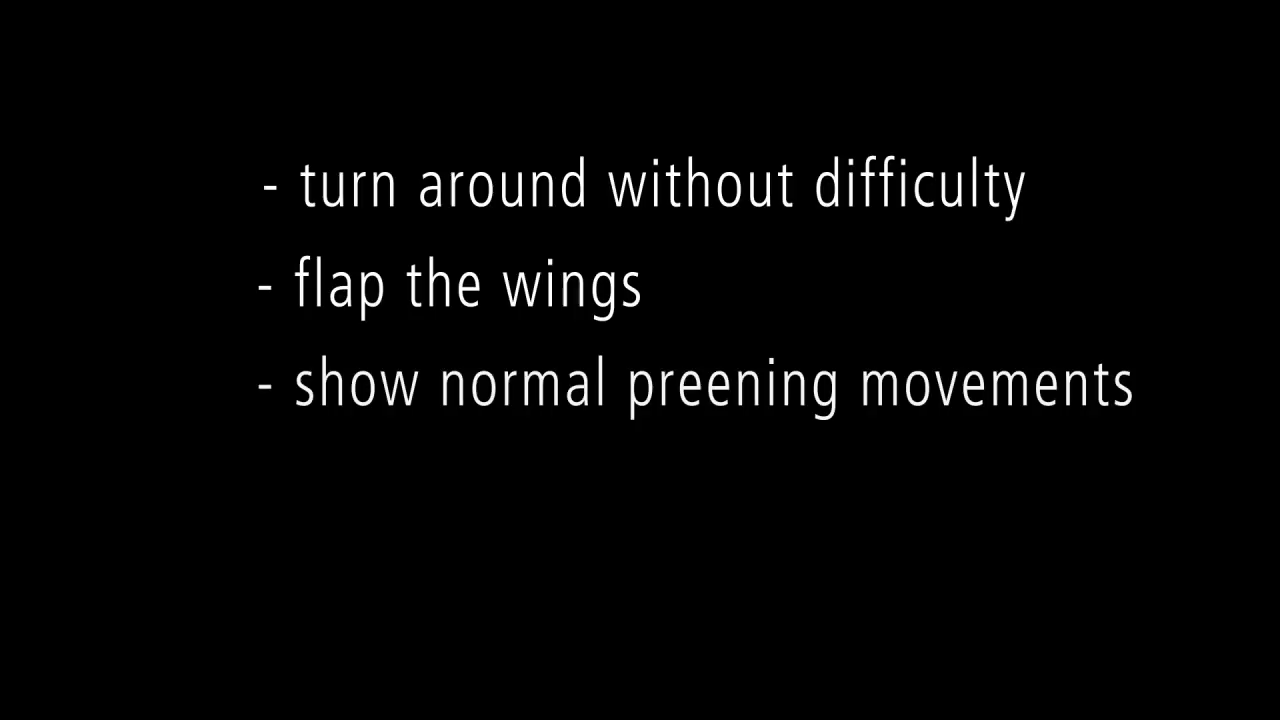 - turn around without difficulty
- flap the wings
- show normal preening movements